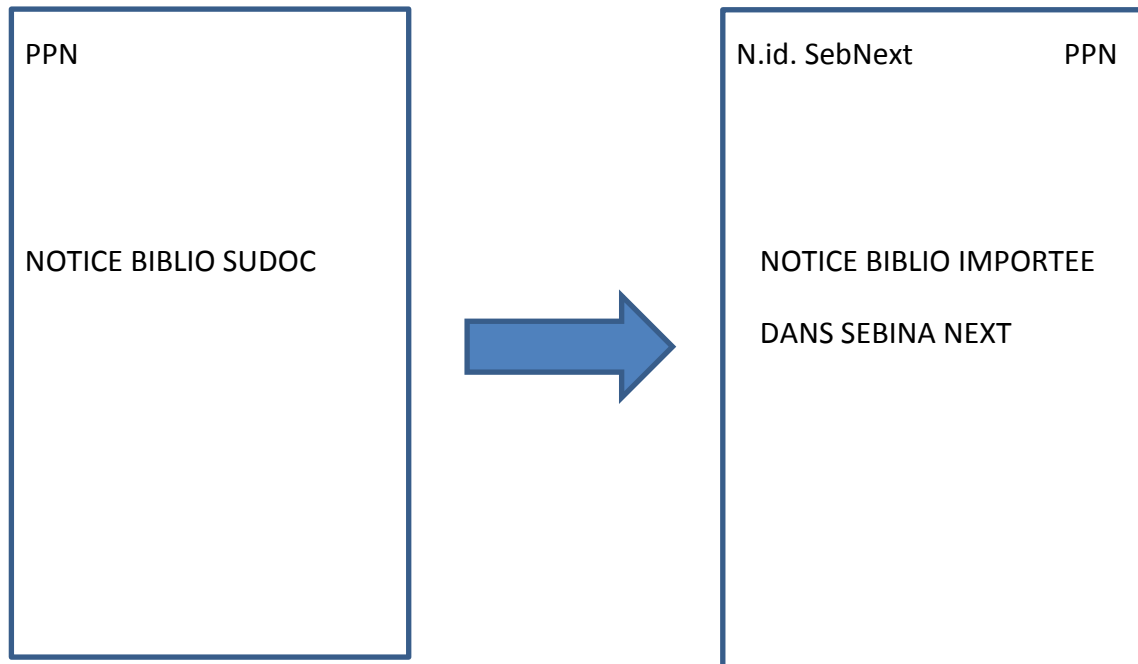 PPN
NOTICE BIBLIO SUDOC
N.id. SebNext PPN
NOTICE BIBLIO IMPORTEE
DANS SEBINA NEXT